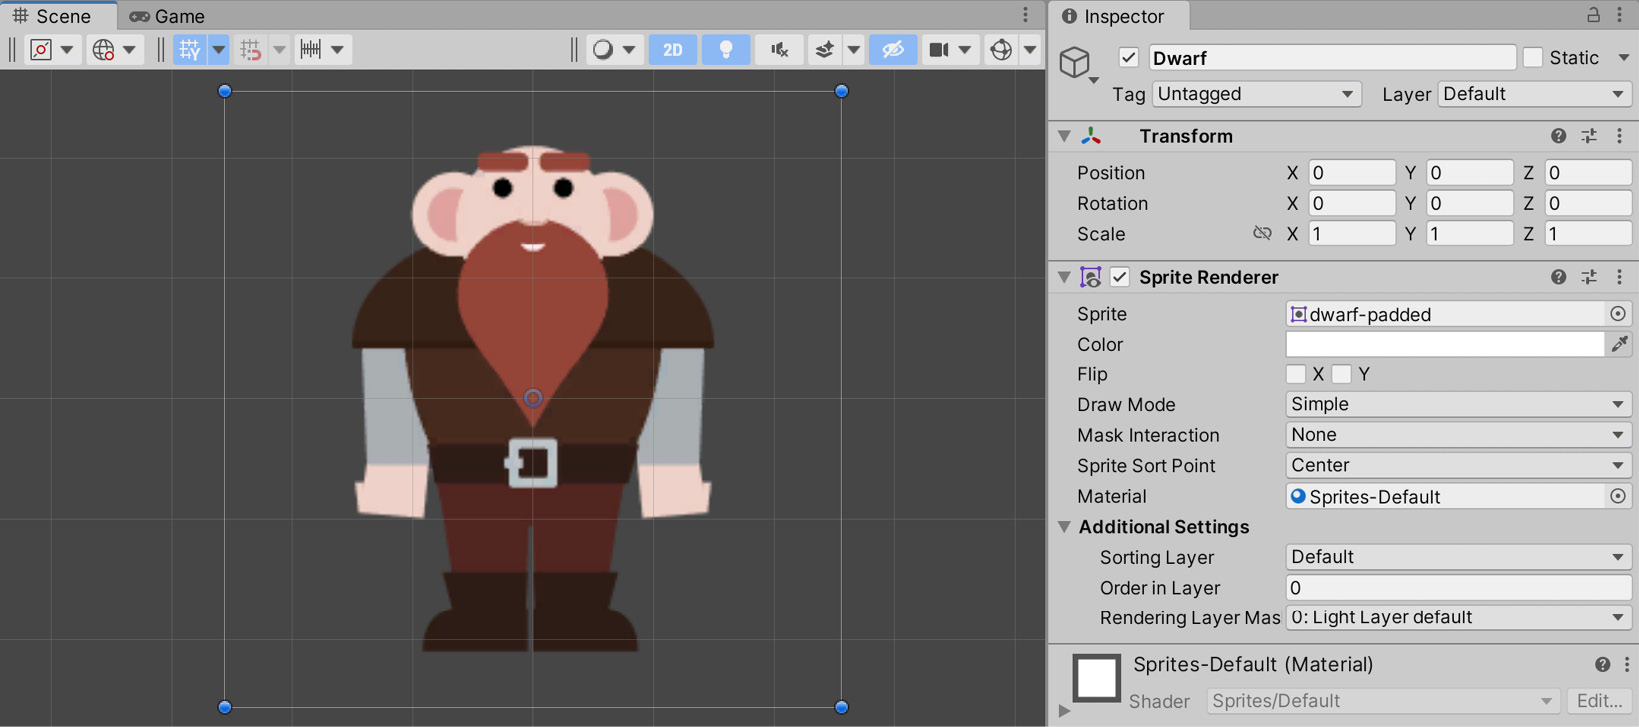 Scene
Game
2D
Inspector
Dwarf
Static
Tag Untagged Layer Default
Transform
Position X 0 Y 0 Z 0
Rotation X 0 Y 0 Z 0
Scale X 1 Y 1 Z 1
Sprite Renderer
Sprite dwarf-padded
Color
Flip X Y
Draw Mode Simple
Mask Interaction None
Sprite Sort Point Center
Material Sprites-Default
Additional Settings
Sorting Layer Default
Order in Layer 0
Rendering Layer Mas 0: Light Layer default
Sprites-Default (Material)
Shader Sprites/Default Edit...